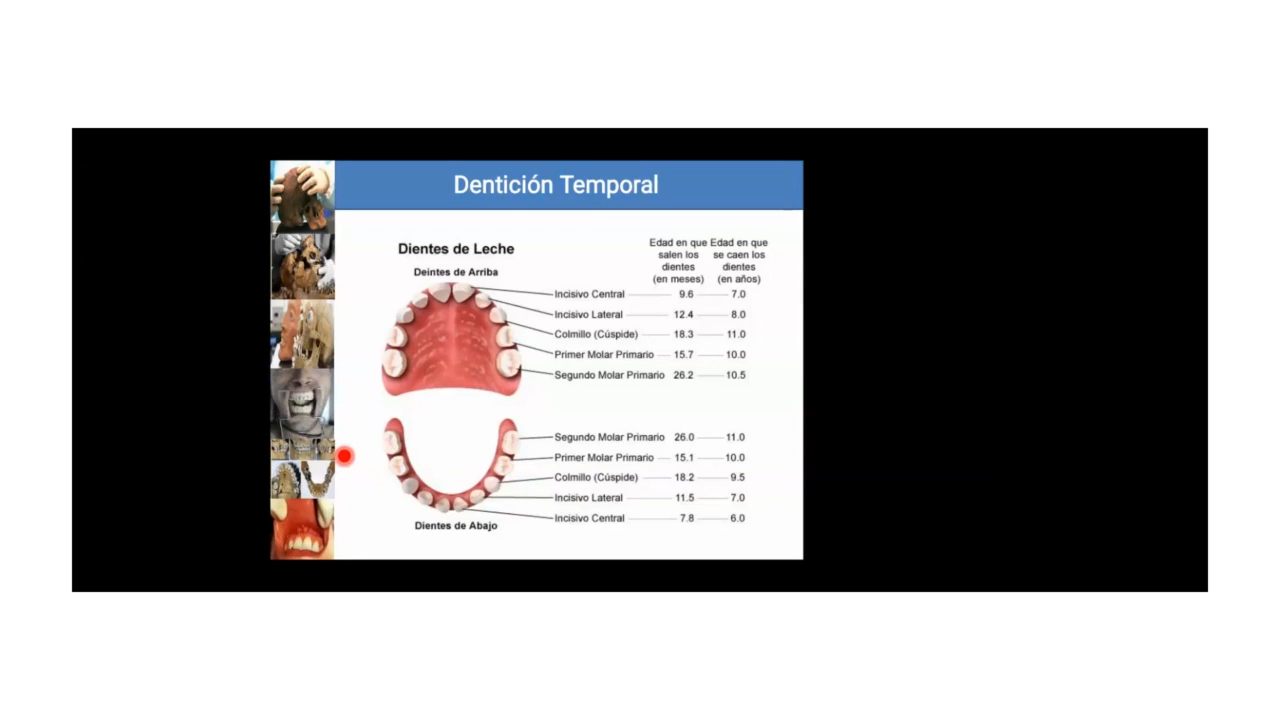 Dentición Temporal
Dientes de Leche
Edad en que salen los dientes (en meses)
Edad en que se caen los dientes (en años)
Deintes de Arriba
Incisivo Central 9.6 7.0
Incisivo Lateral 12.4 8.0
Colmillo (Cúspide) 18.3 11.0
Primer Molar Primario 15.7 10.0
Segundo Molar Primario 26.2 10.5
Segundo Molar Primario 26.0 11.0
Primer Molar Primario 15.1 10.0
Colmillo (Cúspide) 18.2 9.5
Incisivo Lateral 11.5 7.0
Incisivo Central 7.8 6.0
Dientes de Abajo